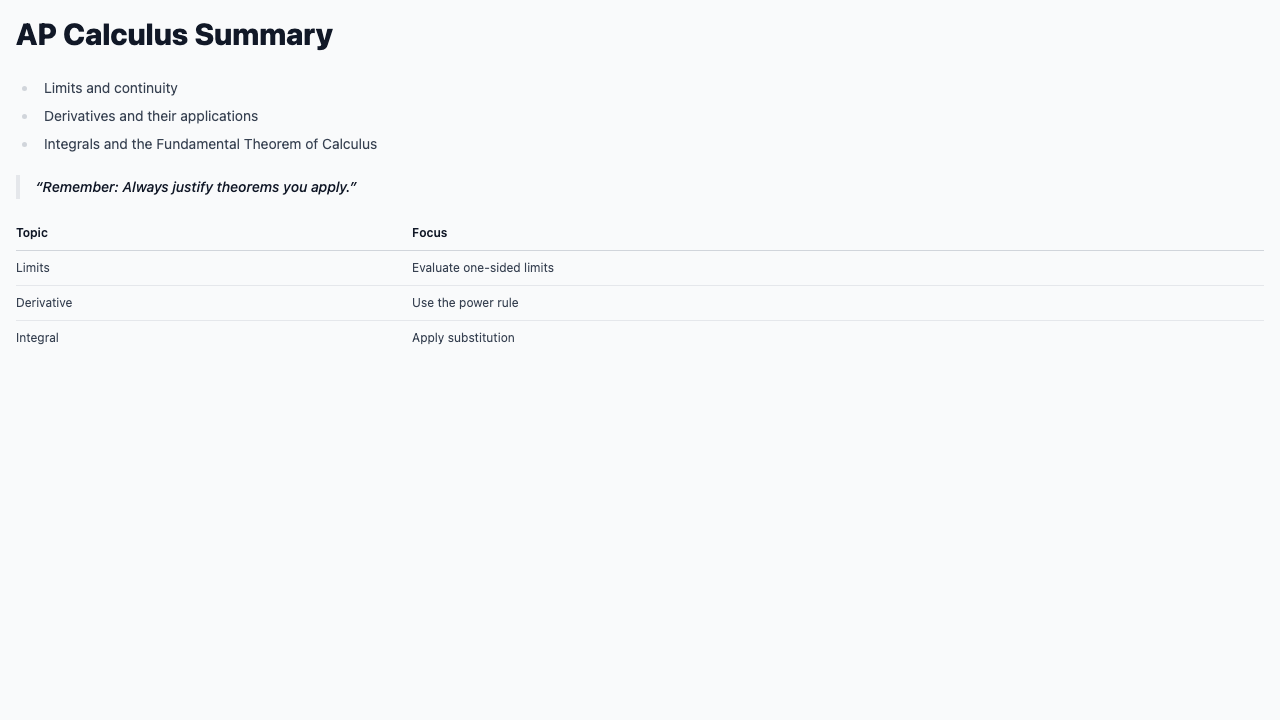 AP Calculus Summary
Limits and continuity
Derivatives and their applications
Integrals and the Fundamental Theorem of Calculus
“Remember: Always justify theorems you apply.”
Topic Focus
Limits Evaluate one-sided limits
Derivative Use the power rule
Integral Apply substitution